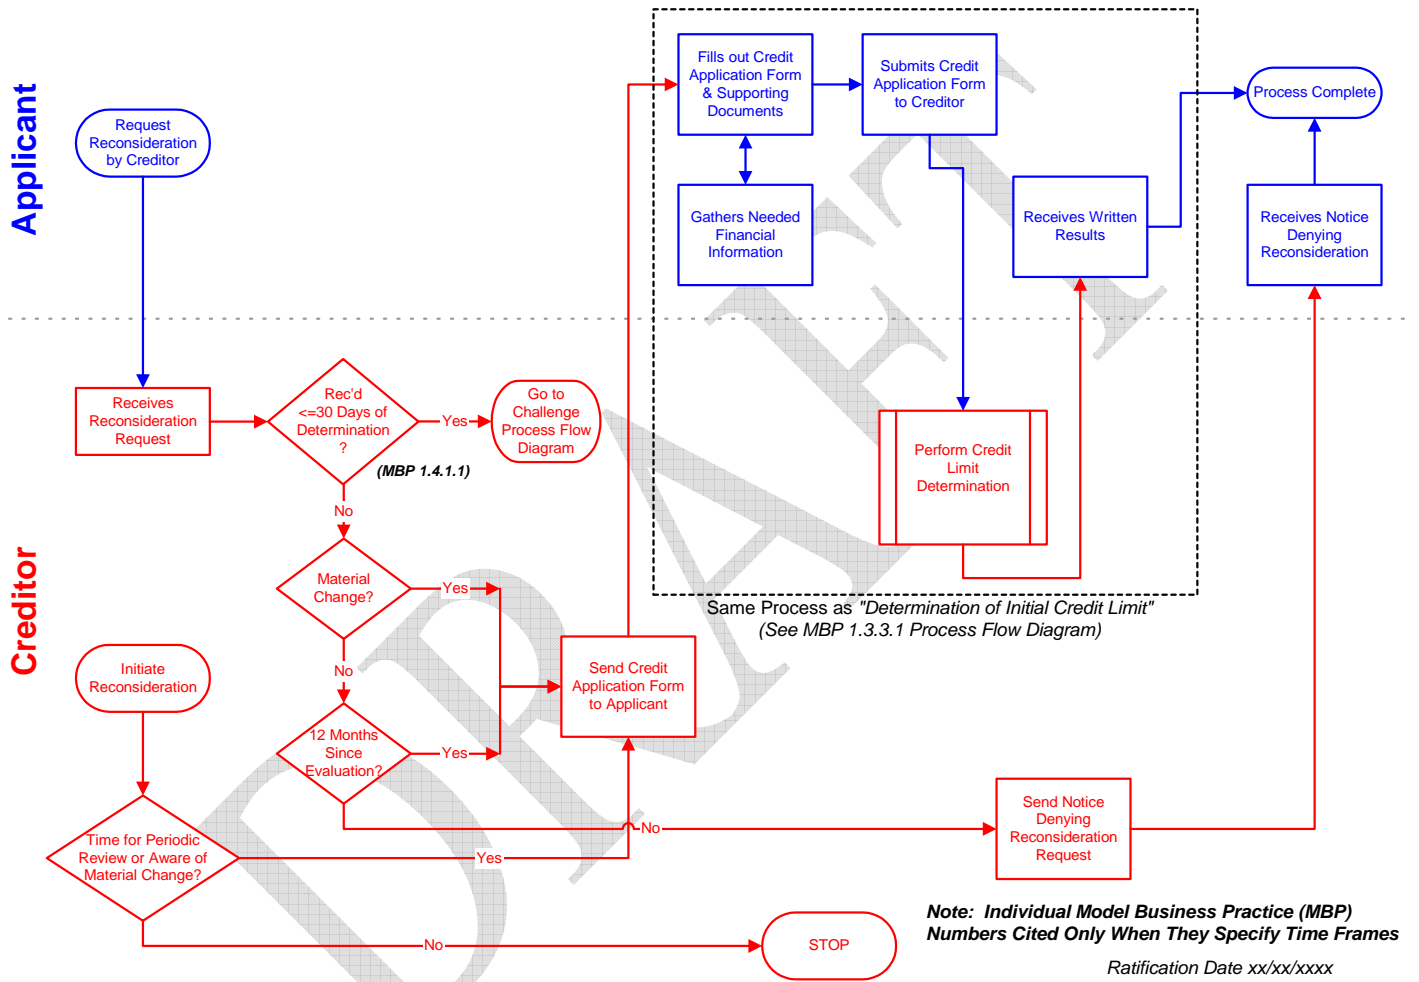 Applicant
Request
Reconsideration
by Creditor
Fills out Credit
Application Form
& Supporting
Documents
Submits Credit
Application Form
to Creditor
Process Complete
Gathers Needed
Financial
Information
Receives Written
Results
Receives Notice
Denying
Reconsideration
Creditor
Receives
Reconsideration
Request
Rec'd
<=30 Days of
Determination
?
(MBP 1.4.1.1)
Yes
Go to
Challenge
Process Flow
Diagram
Perform Credit
Limit
Determination
No
Material
Change?
Yes
Same Process as "Determination of Initial Credit Limit"
(See MBP 1.3.3.1 Process Flow Diagram)
No
Initiate
Reconsideration
Send Credit
Application Form
to Applicant
12 Months
Since
Evaluation?
Yes
No
Send Notice
Denying
Reconsideration
Request
Time for Periodic
Review or Aware of
Material Change?
Yes
No
STOP
Note: Individual Model Business Practice (MBP)
Numbers Cited Only When They Specify Time Frames
Ratification Date xx/xx/xxxx
DRAFT